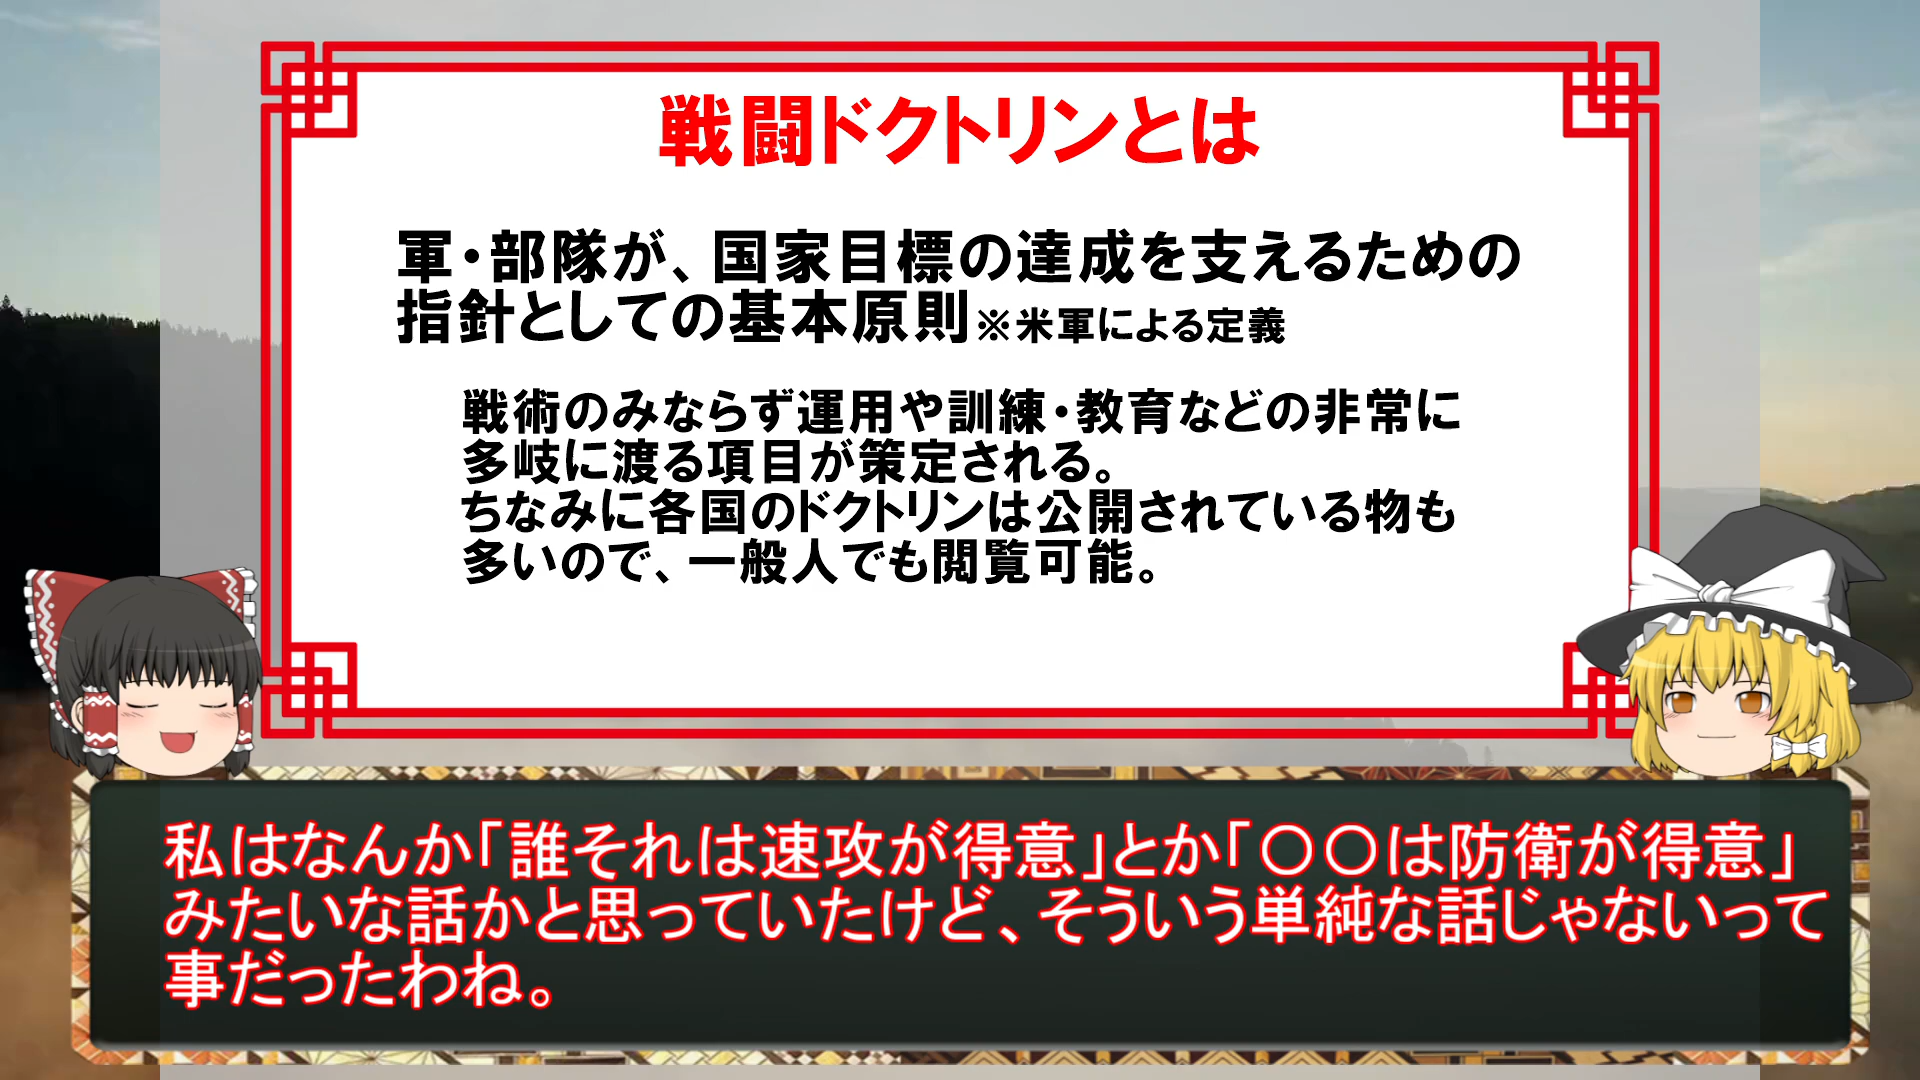 戦闘ドクトリンとは
軍・部隊が、国家目標の達成を支えるための
指針としての基本原則※米軍による定義
戦術のみならず運用や訓練・教育などの非常に
多岐に渡る項目が策定される。
ちなみに各国のドクトリンは公開されている物も
多いので、一般人でも閲覧可能。
私はなんか「誰それは速攻が得意」とか「〇〇は防衛が得意」
みたいな話かと思っていたけど、そういう単純な話じゃないって
事だったわね。